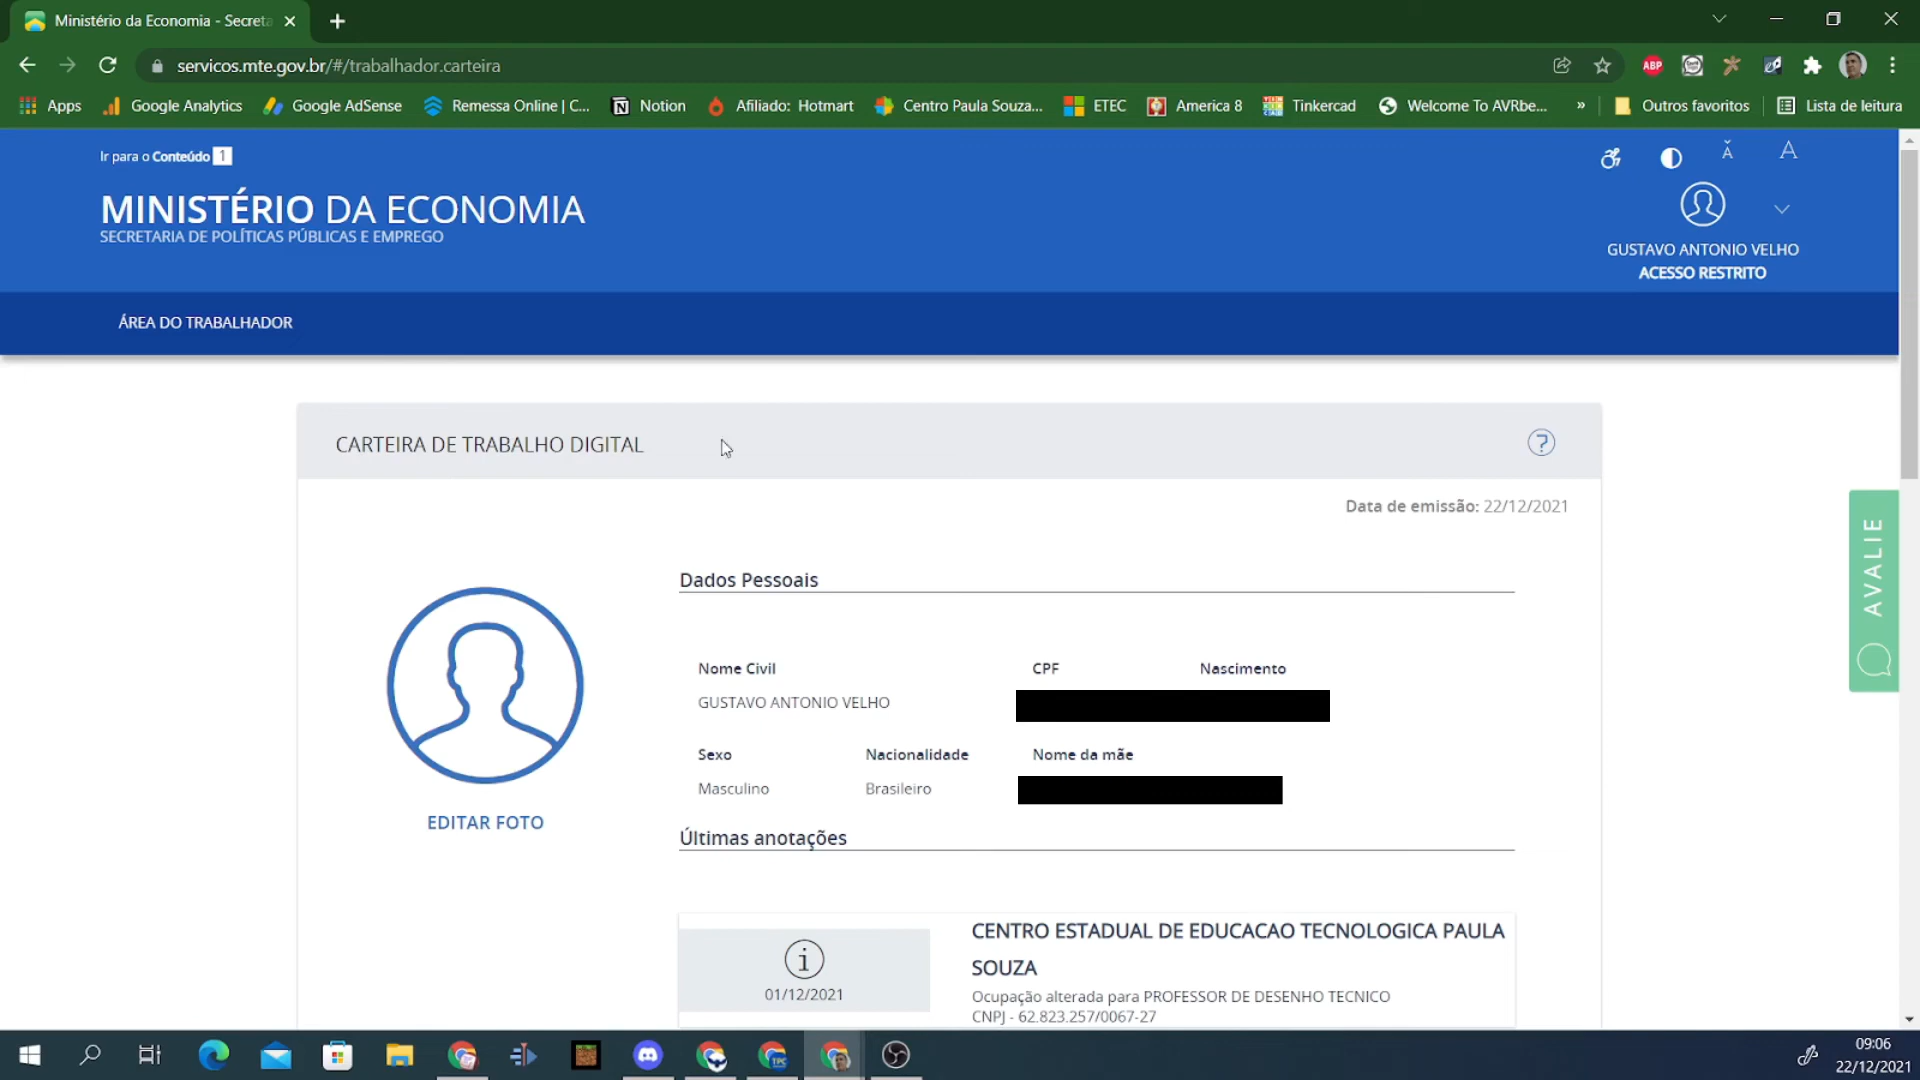 Ministério da Economia - Secreta
servicos.mte.gov.br/#/trabalhador.carteira
ABP
Apps
Google Analytics
Google AdSense
Remessa Online | C...
Notion
Afiliado: Hotmart
Centro Paula Souza...
ETEC
America 8
Tinkercad
Welcome To AVRbe...
»
Outros favoritos
Lista de leitura
Ir para o Conteúdo 1
A
A
MINISTÉRIO DA ECONOMIA
SECRETARIA DE POLÍTICAS PÚBLICAS E EMPREGO
GUSTAVO ANTONIO VELHO
ACESSO RESTRITO
ÁREA DO TRABALHADOR
CARTEIRA DE TRABALHO DIGITAL
?
Data de emissão: 22/12/2021
AVALIE
Dados Pessoais
Nome Civil
CPF
Nascimento
GUSTAVO ANTONIO VELHO
Sexo
Nacionalidade
Nome da mãe
Masculino
Brasileiro
EDITAR FOTO
Últimas anotações
i
01/12/2021
CENTRO ESTADUAL DE EDUCACAO TECNOLOGICA PAULA
SOUZA
Ocupação alterada para PROFESSOR DE DESENHO TECNICO
CNPJ - 62.823.257/0067-27
09:06
22/12/2021